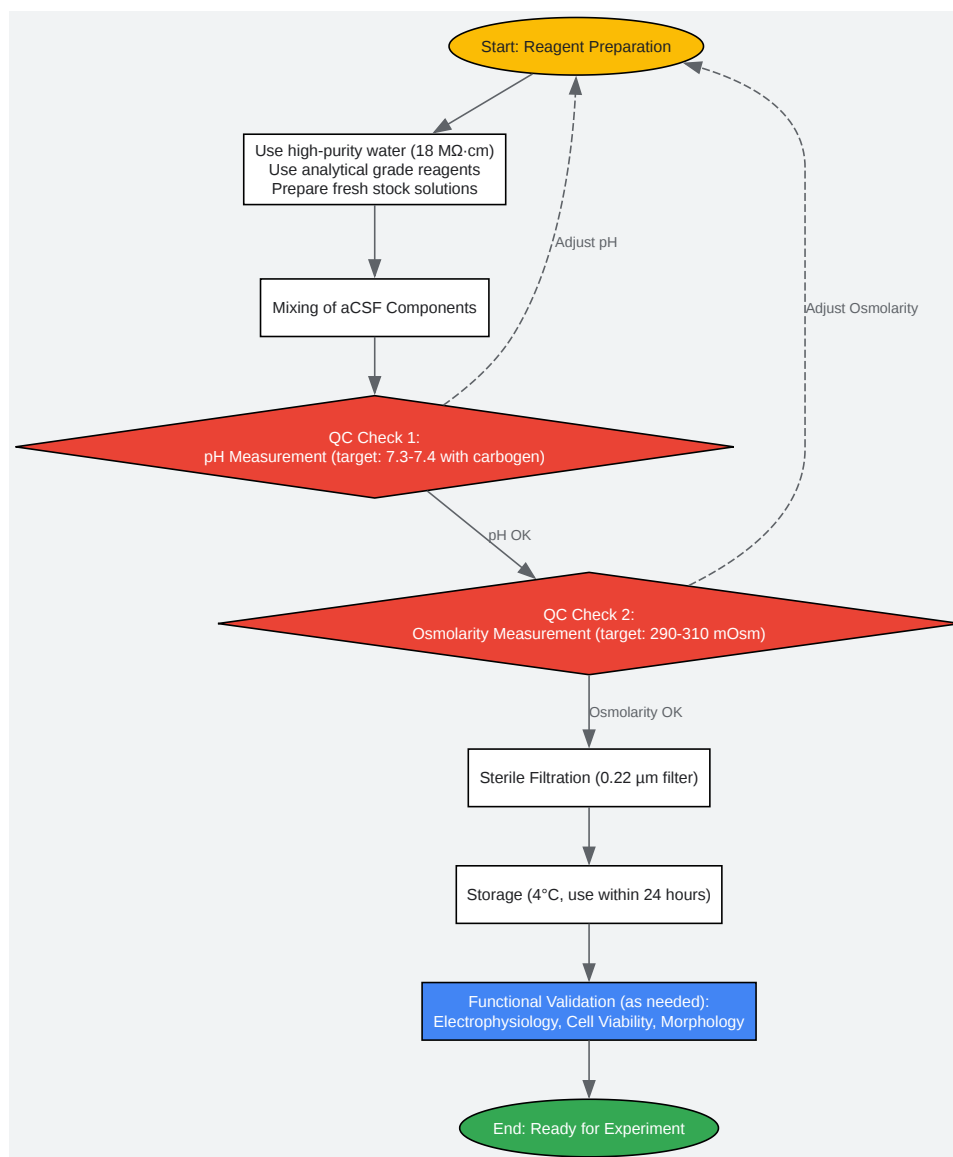 Start: Reagent Preparation
Use high-purity water (18 MΩ·cm)
Use analytical grade reagents
Prepare fresh stock solutions
Adjust pH
Mixing of aCSF Components
Adjust Osmolarity
QC Check 1:
pH Measurement (target: 7.3-7.4 with carbogen)
pH OK
QC Check 2:
Osmolarity Measurement (target: 290-310 mOsm)
Osmolarity OK
Sterile Filtration (0.22 µm filter)
Storage (4°C, use within 24 hours)
Functional Validation (as needed):
Electrophysiology, Cell Viability, Morphology
End: Ready for Experiment